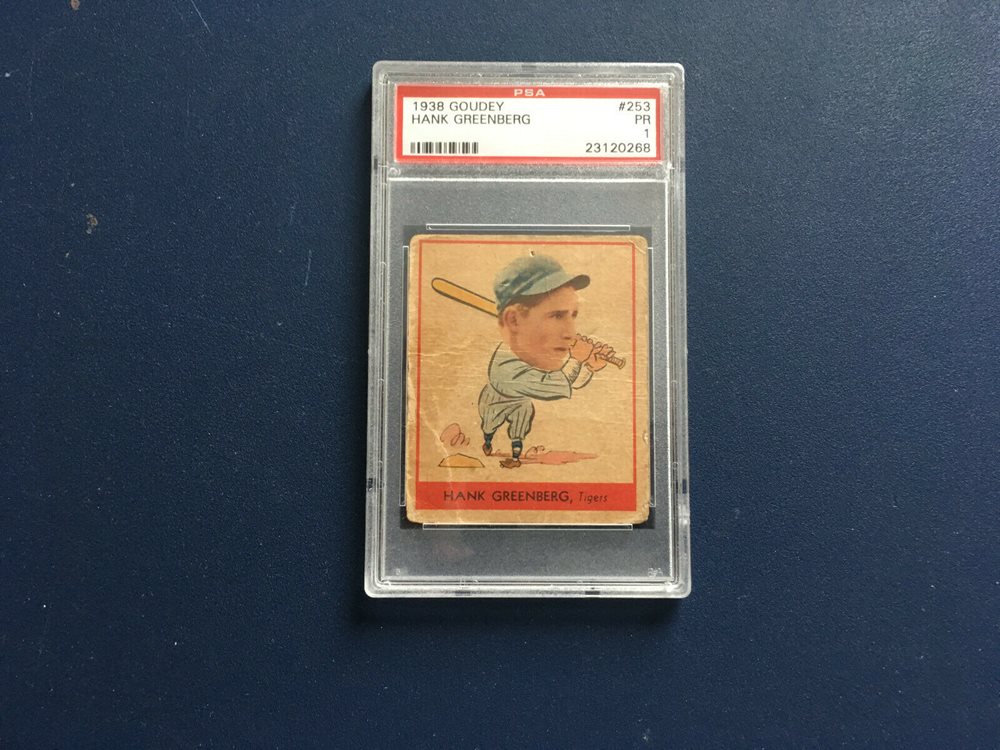 PSA
1938 GOUDEY #253
HANK GREENBERG PR
1
23120268
HANK GREENBERG, Tigers